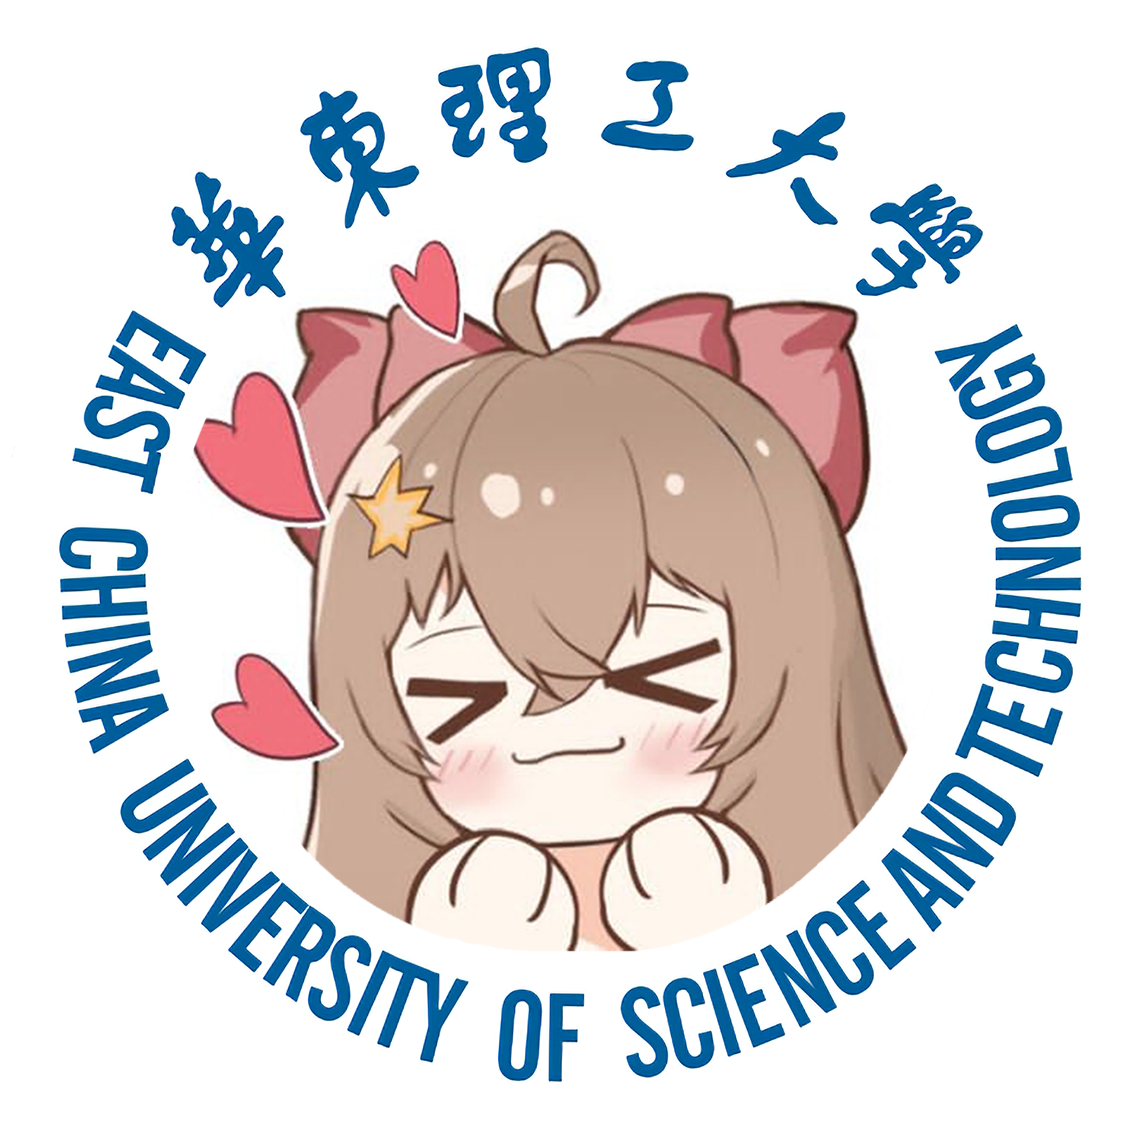 華東理工大學
EAST CHINA UNIVERSITY OF SCIENCE AND TECHNOLOGY